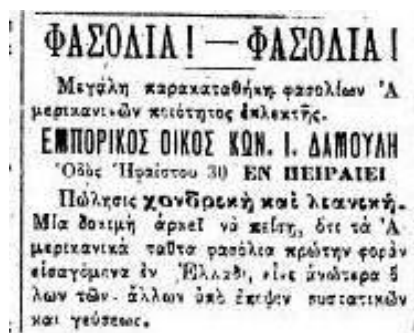 ΦΑΣΟΛΙΑ! — ΦΑΣΟΛΙΑ!
Μεγάλη παρακαταθήκη φασολίων Ἀ
μερικανικῶν ποιότητος ἐκλεκτῆς.
ΕΜΠΟΡΙΚΟΣ ΟΙΚΟΣ ΚΩΝ. Ι. ΔΑΜΟΥΛΗ
Ὁδὸς Ἡφαίστου 30 ΕΝ ΠΕΙΡΑΙΕΙ
Πώλησις χονδρικὴ καὶ λιανική.—
Μία δοκιμὴ ἀρκεῖ νὰ πείσῃ, ὅτι τὰ Ἀ
μερικανικὰ ταῦτα φασόλια πρώτην φορὰν
εἰσαγόμενα ἐν Ἑλλάδι, εἶνε ἀνώτερα ὅ
λων τῶν ἄλλων ὑπὸ ἔποψιν συστατικῶν
καὶ γεύσεως.